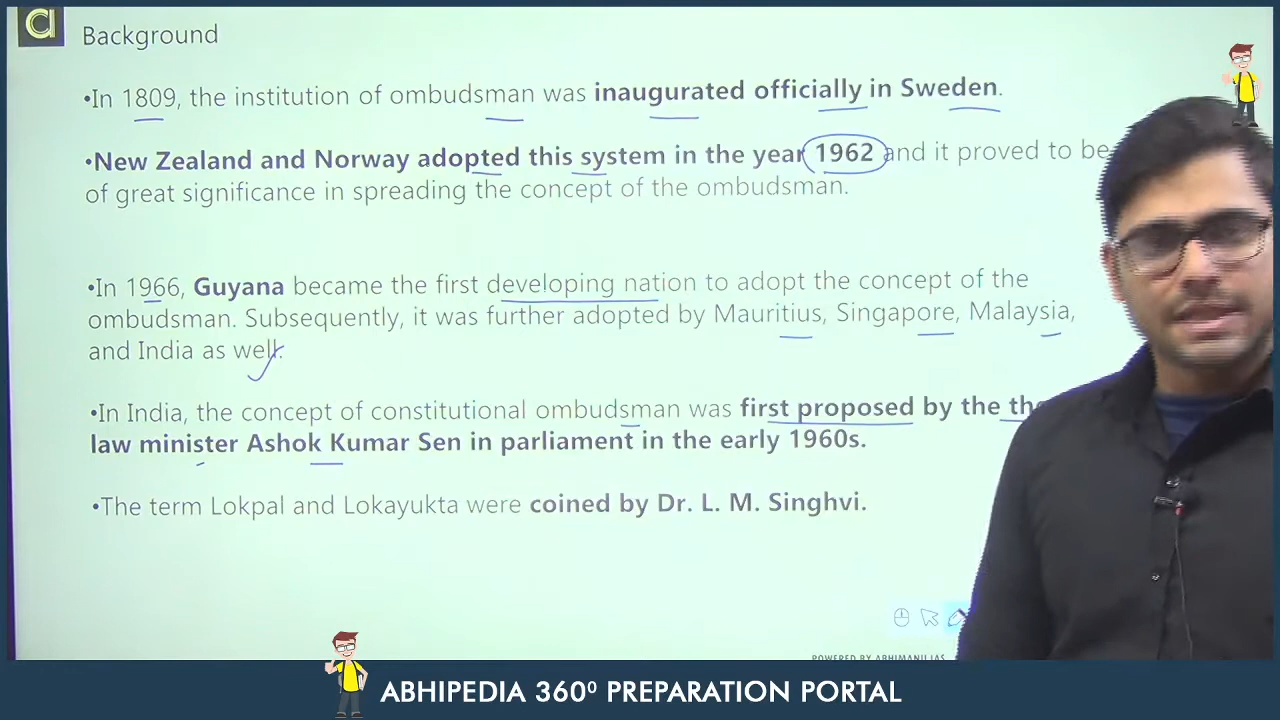 a
Background
•In 1809, the institution of ombudsman was inaugurated officially in Sweden.
•New Zealand and Norway adopted this system in the year 1962 and it proved to be
of great significance in spreading the concept of the ombudsman.
•In 1966, Guyana became the first developing nation to adopt the concept of the
ombudsman. Subsequently, it was further adopted by Mauritius, Singapore, Malaysia,
and India as well.
•In India, the concept of constitutional ombudsman was first proposed by the
law minister Ashok Kumar Sen in parliament in the early 1960s.
•The term Lokpal and Lokayukta were coined by Dr. L. M. Singhvi.
POWERED BY ABHIMANU IAS
ABHIPEDIA 360⁰ PREPARATION PORTAL